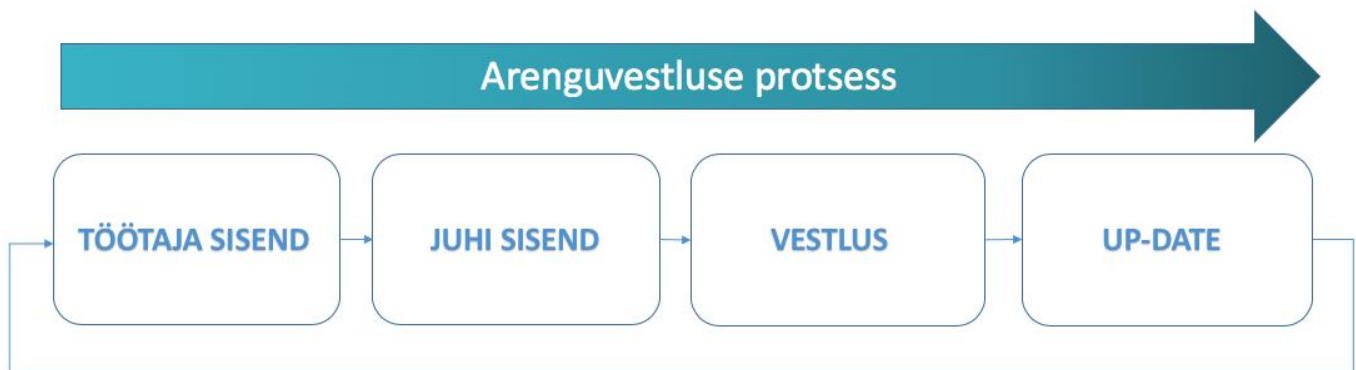 Arenguvestluse protsess
TÖÖTAJA SISEND
JUHI SISEND
VESTLUS
UP-DATE